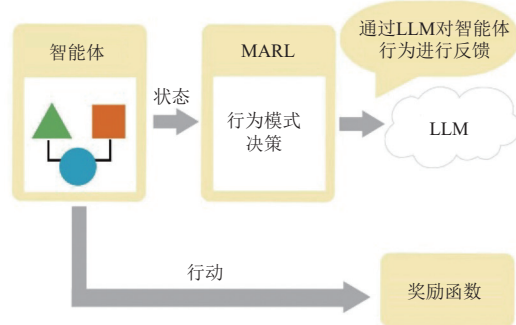 智能体
MARL
通过LLM对智能体
行为进行反馈
状态
行为模式
决策
LLM
行动
奖励函数